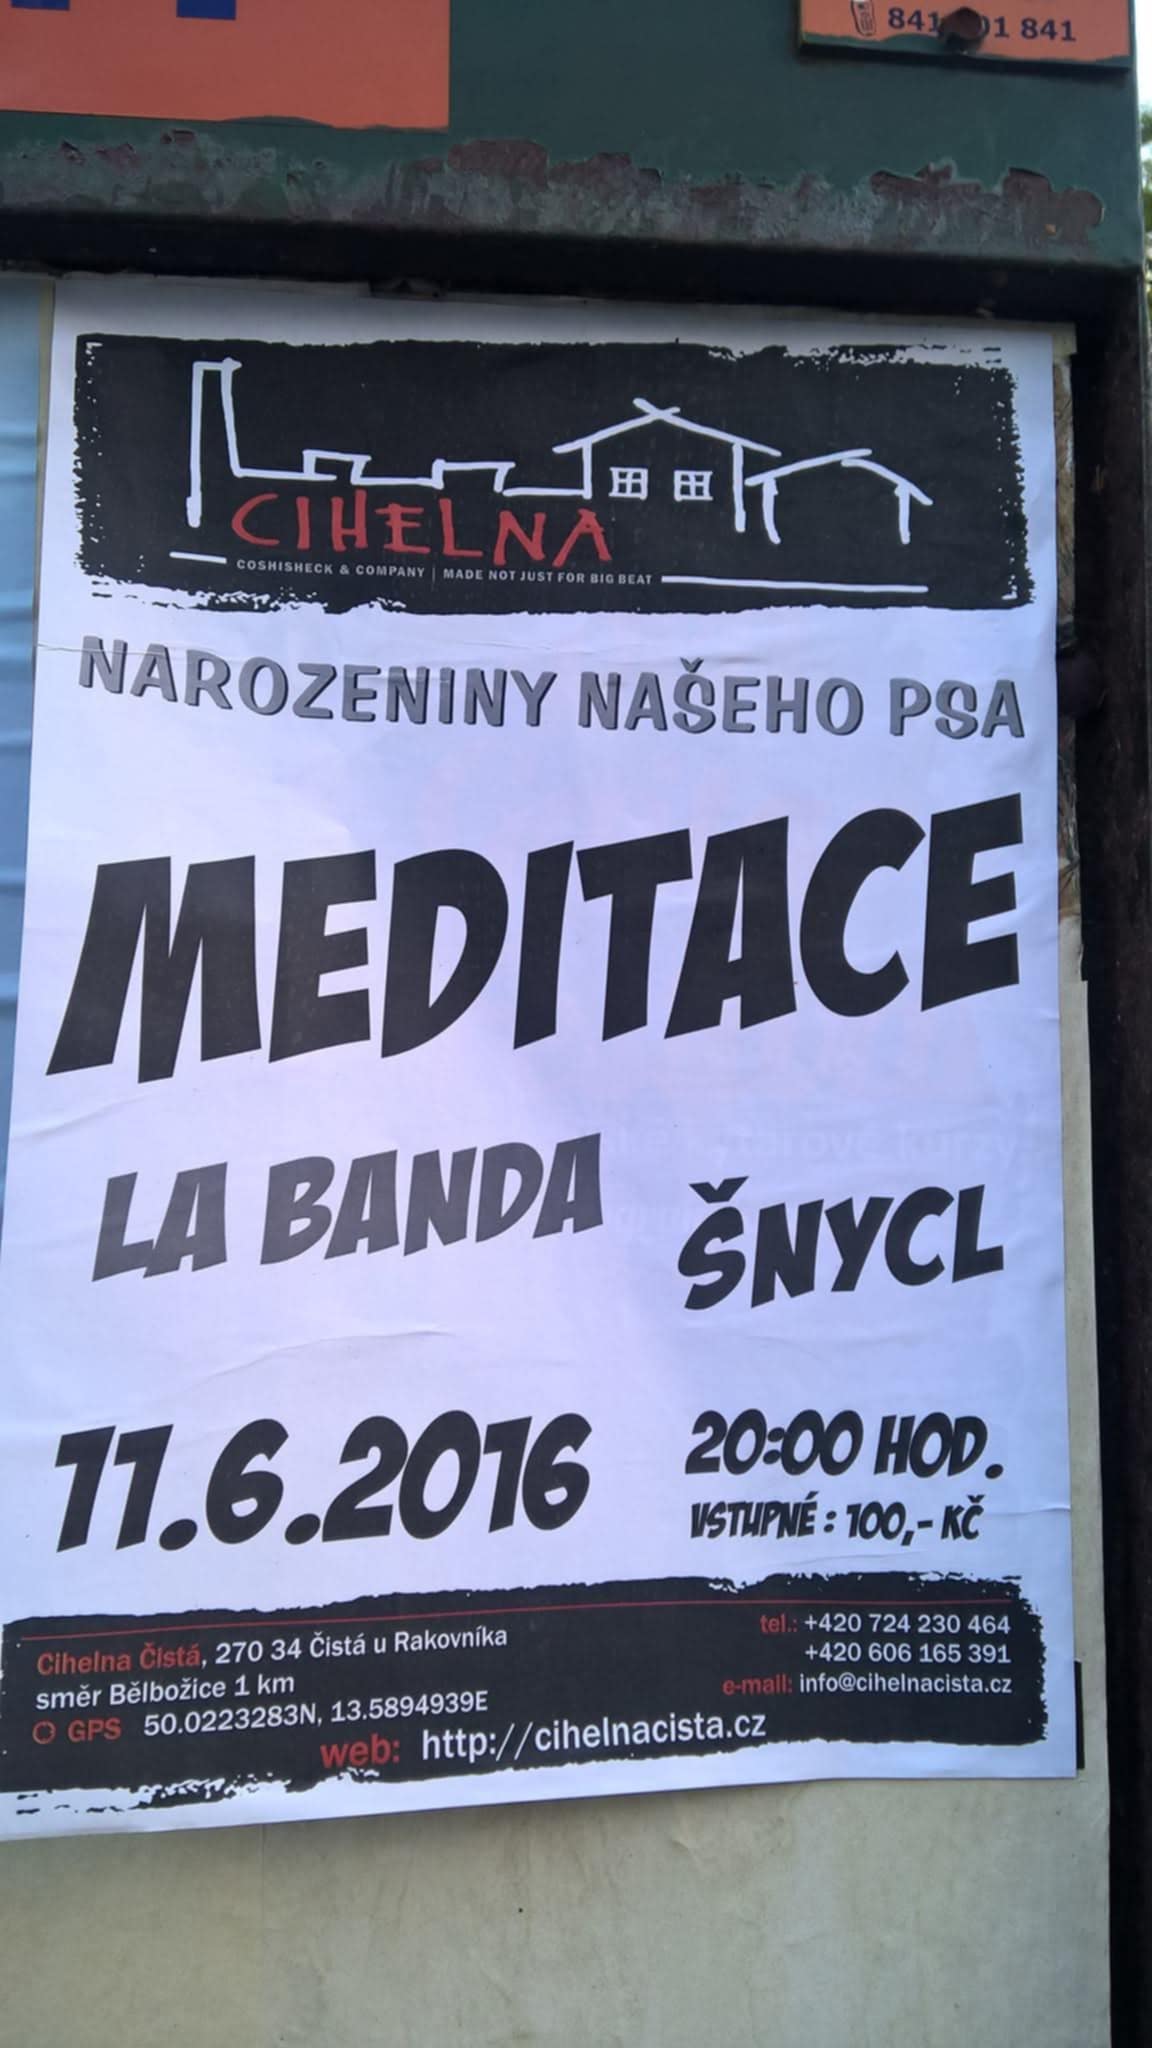 841 01 841
CIHELNA
COSHISHECK & COMPANY | MADE NOT JUST FOR BIG BEAT
NAROZENINY NAŠEHO PSA
MEDITACE
LA BANDA
ŠNYCL
11.6.2016
20:00 HOD.
VSTUPNÉ : 100,- KČ
Cihelna Čistá, 270 34 Čistá u Rakovníka
směr Bělbožice 1 km
GPS 50.0223283N, 13.5894939E
tel.: +420 724 230 464
+420 606 165 391
e-mail: info@cihelnacista.cz
web: http://cihelnacista.cz